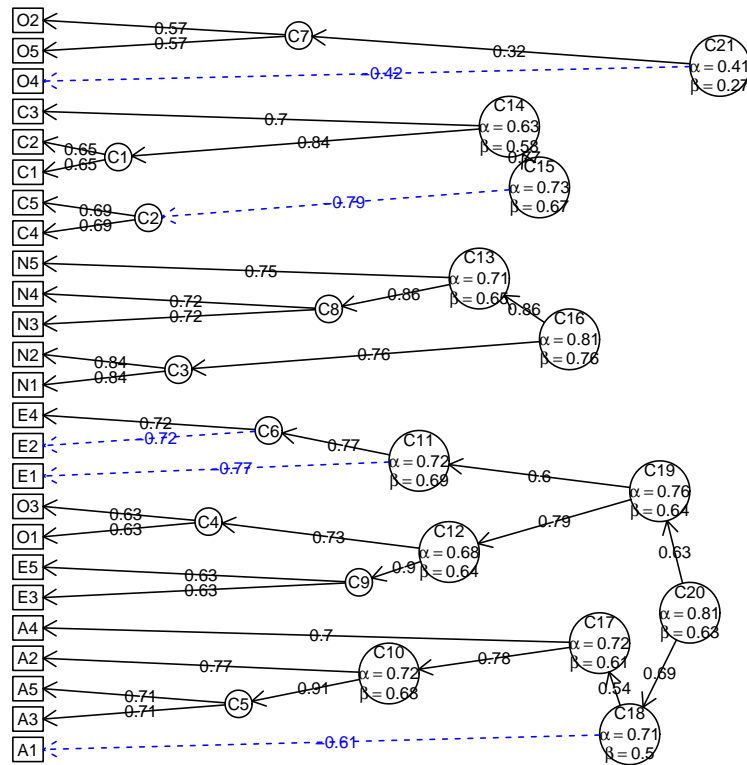 O2
0.57
C7
O5
0.57
0.32
C21
O4
-0.42
α = 0.41
β = 0.27
C3
0.7
C14
C2
0.65
0.84
α = 0.63
C1
0.65
C1
β = 0.58
C15
C5
0.69
C2
-0.79
α = 0.73
C4
0.69
β = 0.67
N5
0.75
C13
α = 0.71
N4
0.72
0.86
β = 0.65
N3
0.72
C8
0.86
C16
N2
0.84
0.76
α = 0.81
N1
0.84
C3
β = 0.76
E4
0.72
C6
E2
-0.72
0.77
C11
E1
-0.77
α = 0.72
0.6
C19
β = 0.69
α = 0.76
O3
0.63
C4
0.79
β = 0.64
O1
0.63
0.73
C12
α = 0.68
0.63
E5
0.63
0.9
β = 0.64
E3
0.63
C9
C20
α = 0.81
A4
0.7
C17
β = 0.63
α = 0.72
A2
0.77
C10
0.78
β = 0.61
α = 0.72
0.69
A5
0.71
0.91
β = 0.68
0.54
A3
0.71
C5
C18
A1
-0.61
α = 0.71
β = 0.5